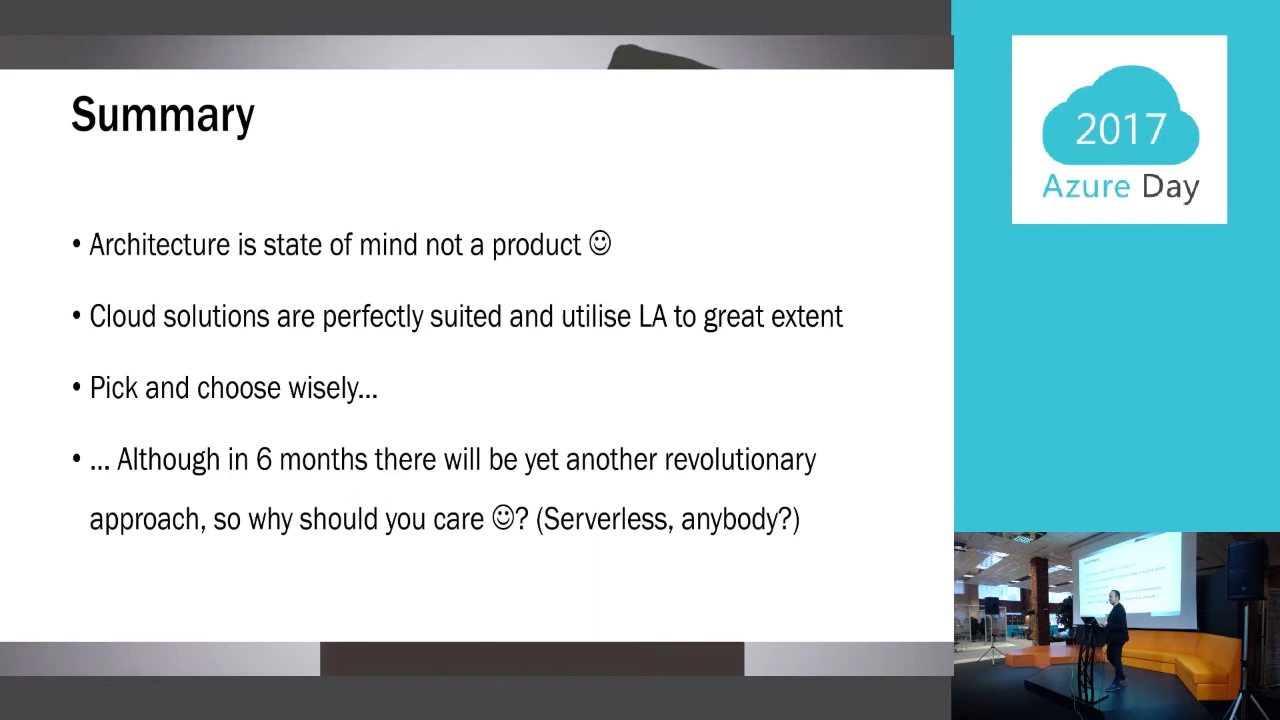 Summary
• Architecture is state of mind not a product ☺
• Cloud solutions are perfectly suited and utilise LA to great extent
• Pick and choose wisely...
• ... Although in 6 months there will be yet another revolutionary
approach, so why should you care ☺? (Serverless, anybody?)
2017
Azure Day